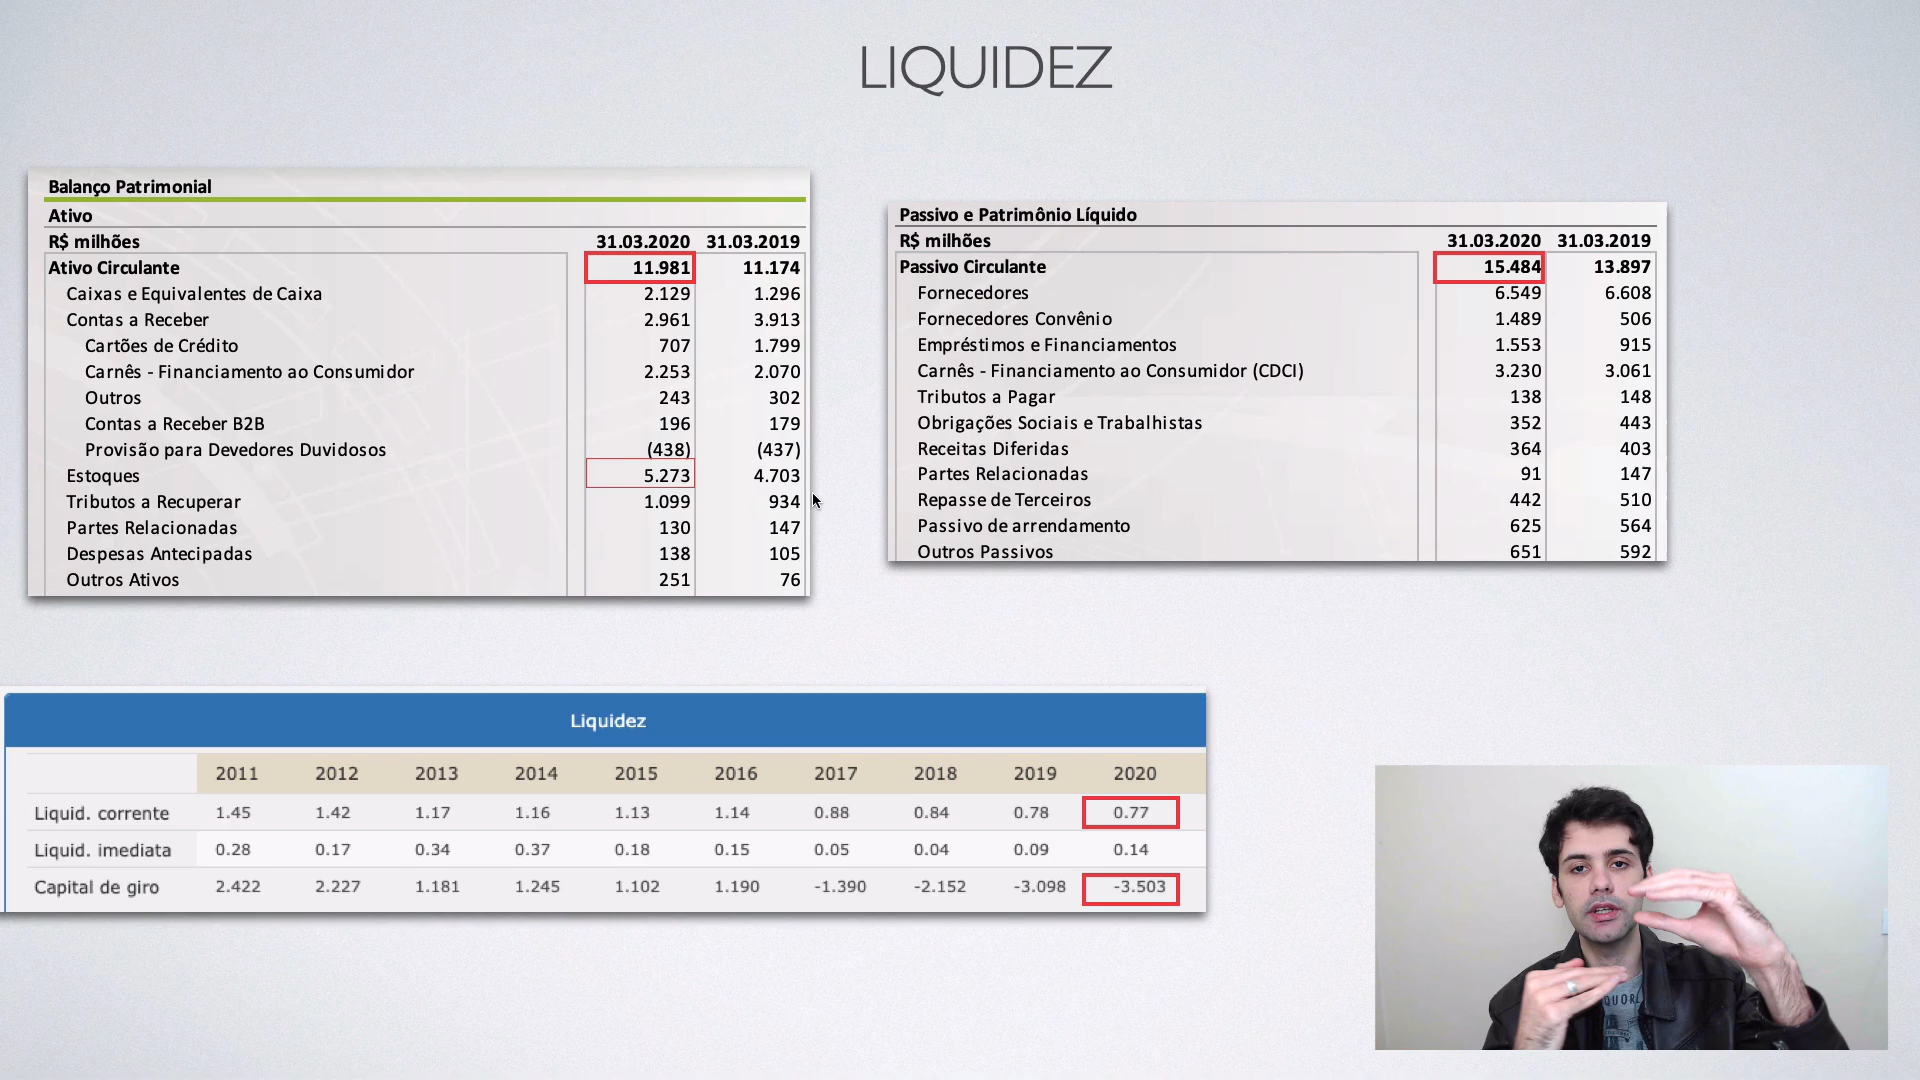 LIQUIDEZ
Balanço Patrimonial
Ativo
R$ milhões 31.03.2020 31.03.2019
Ativo Circulante 11.981 11.174
Caixas e Equivalentes de Caixa 2.129 1.296
Contas a Receber 2.961 3.913
Cartões de Crédito 707 1.799
Carnês - Financiamento ao Consumidor 2.253 2.070
Outros 243 302
Contas a Receber B2B 196 179
Provisão para Devedores Duvidosos (438) (437)
Estoques 5.273 4.703
Tributos a Recuperar 1.099 934
Partes Relacionadas 130 147
Despesas Antecipadas 138 105
Outros Ativos 251 76
Passivo e Patrimônio Líquido
R$ milhões 31.03.2020 31.03.2019
Passivo Circulante 15.484 13.897
Fornecedores 6.549 6.608
Fornecedores Convênio 1.489 506
Empréstimos e Financiamentos 1.553 915
Carnês - Financiamento ao Consumidor (CDCI) 3.230 3.061
Tributos a Pagar 138 148
Obrigações Sociais e Trabalhistas 352 443
Receitas Diferidas 364 403
Partes Relacionadas 91 147
Repasse de Terceiros 442 510
Passivo de arrendamento 625 564
Outros Passivos 651 592
Liquidez
2011 2012 2013 2014 2015 2016 2017 2018 2019 2020
Liquid. corrente 1.45 1.42 1.17 1.16 1.13 1.14 0.88 0.84 0.78 0.77
Liquid. imediata 0.28 0.17 0.34 0.37 0.18 0.15 0.05 0.04 0.09 0.14
Capital de giro 2.422 2.227 1.181 1.245 1.102 1.190 -1.390 -2.152 -3.098 -3.503